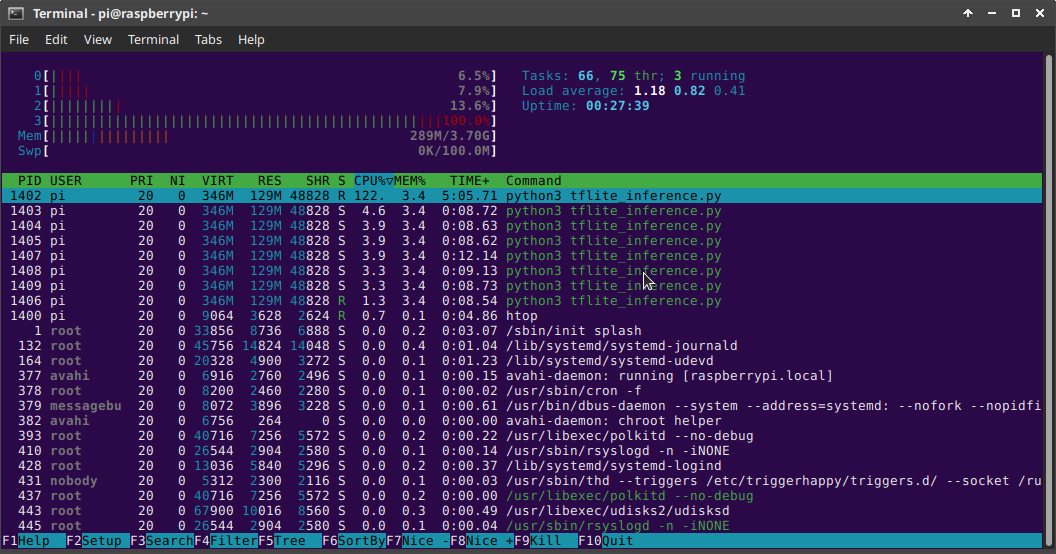 Terminal - pi@raspberrypi: ~
File Edit View Terminal Tabs Help
0[|||| 6.5%] Tasks: 66, 75 thr; 3 running
1[||||| 7.9%] Load average: 1.18 0.82 0.41
2[||||||||| 13.6%] Uptime: 00:27:39
3[||||||||||||||||||||||||||||||||||||||||||||||||100.0%]
Mem[||||||||||||||| 289M/3.70G]
Swp[ 0K/100.0M]
PID USER PRI NI VIRT RES SHR S CPU%▽MEM% TIME+ Command
1402 pi 20 0 346M 129M 48828 R 122. 3.4 5:05.71 python3 tflite_inference.py
1403 pi 20 0 346M 129M 48828 S 4.6 3.4 0:08.72 python3 tflite_inference.py
1404 pi 20 0 346M 129M 48828 S 3.9 3.4 0:08.63 python3 tflite_inference.py
1405 pi 20 0 346M 129M 48828 S 3.9 3.4 0:08.62 python3 tflite_inference.py
1407 pi 20 0 346M 129M 48828 S 3.9 3.4 0:12.14 python3 tflite_inference.py
1408 pi 20 0 346M 129M 48828 S 3.3 3.4 0:09.13 python3 tflite_inference.py
1409 pi 20 0 346M 129M 48828 S 3.3 3.4 0:08.73 python3 tflite_inference.py
1406 pi 20 0 346M 129M 48828 R 1.3 3.4 0:08.54 python3 tflite_inference.py
1400 pi 20 0 9064 3628 2624 R 0.7 0.1 0:04.86 htop
1 root 20 0 33856 8736 6888 S 0.0 0.2 0:03.07 /sbin/init splash
132 root 20 0 45756 14824 14048 S 0.0 0.4 0:01.04 /lib/systemd/systemd-journald
164 root 20 0 20328 4900 3272 S 0.0 0.1 0:01.23 /lib/systemd/systemd-udevd
377 avahi 20 0 6916 2760 2496 S 0.0 0.1 0:00.15 avahi-daemon: running [raspberrypi.local]
378 root 20 0 8200 2460 2280 S 0.0 0.1 0:00.02 /usr/sbin/cron -f
379 messagebu 20 0 8072 3896 3228 S 0.0 0.1 0:00.61 /usr/bin/dbus-daemon --system --address=systemd: --nofork --nopidfi
382 avahi 20 0 6756 264 0 S 0.0 0.0 0:00.00 avahi-daemon: chroot helper
393 root 20 0 40716 7256 5572 S 0.0 0.2 0:00.22 /usr/libexec/polkitd --no-debug
410 root 20 0 26544 2904 2580 S 0.0 0.1 0:00.14 /usr/sbin/rsyslogd -n -iNONE
428 root 20 0 13036 5840 5296 S 0.0 0.2 0:00.37 /lib/systemd/systemd-logind
431 nobody 20 0 5312 2300 2116 S 0.0 0.1 0:00.03 /usr/sbin/thd --triggers /etc/triggerhappy/triggers.d/ --socket /ru
437 root 20 0 40716 7256 5572 S 0.0 0.2 0:00.00 /usr/libexec/polkitd --no-debug
443 root 20 0 67900 10016 8560 S 0.0 0.3 0:00.49 /usr/libexec/udisks2/udisksd
445 root 20 0 26544 2904 2580 S 0.0 0.1 0:00.04 /usr/sbin/rsyslogd -n -iNONE
F1Help F2Setup F3SearchF4FilterF5Tree F6SortByF7Nice -F8Nice +F9Kill F10Quit